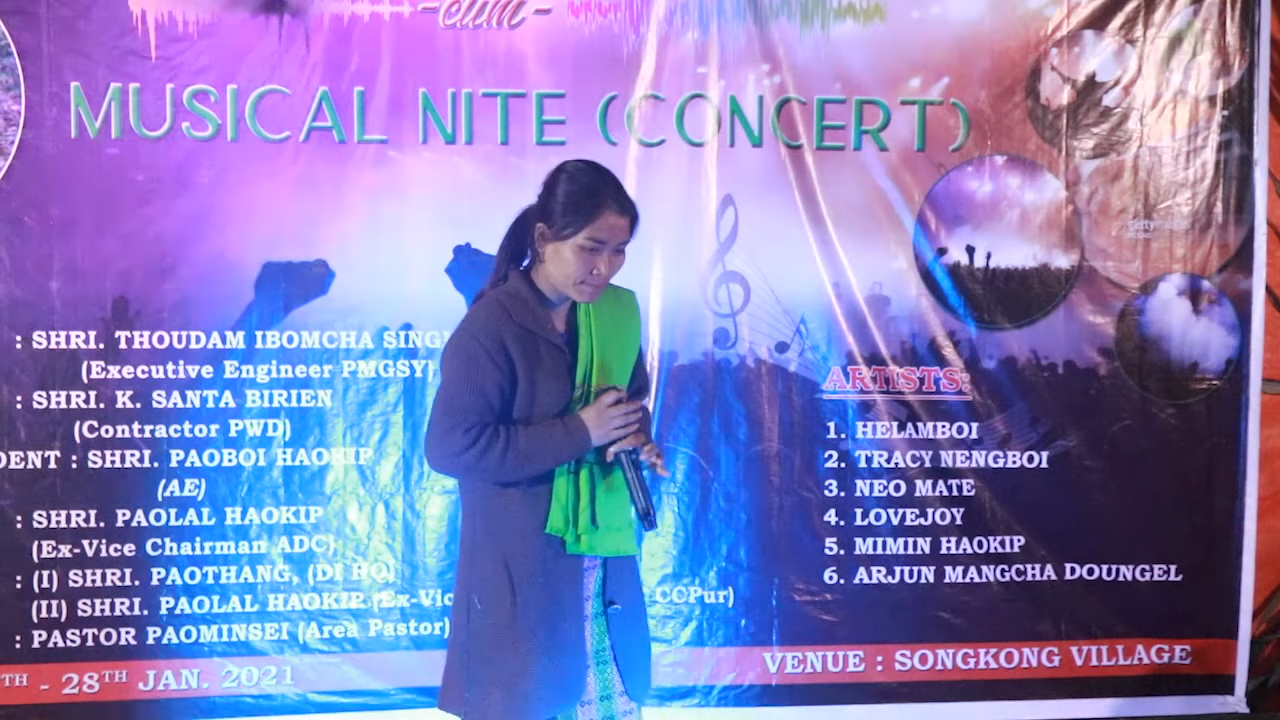 -cum-
MUSICAL NITE (CONCERT)
: SHRI. THOUDAM IBOMCHA
(Executive Engineer PMGSY)
: SHRI. K. SANTA BIRIEN
(Contractor PWD)
: SHRI. PAOBOI HAOKIP
(AE)
: SHRI. PAOLAL HAOKIP
(Ex-Vice Chairman ADC)
: (I) SHRI. PAOTHANG, (DI HQ)
(II) SHRI. PAOLAL HAOKIP CCPur)
: PASTOR PAOMINSEI (Area Pastor)
TH - 28TH JAN. 2021
ARTISTS:
1. HELAMBOI
2. TRACY NENGBOI
3. NEO MATE
4. LOVEJOY
5. MIMIN HAOKIP
6. ARJUN MANGCHA DOUNGEL
VENUE : SONGKONG VILLAGE